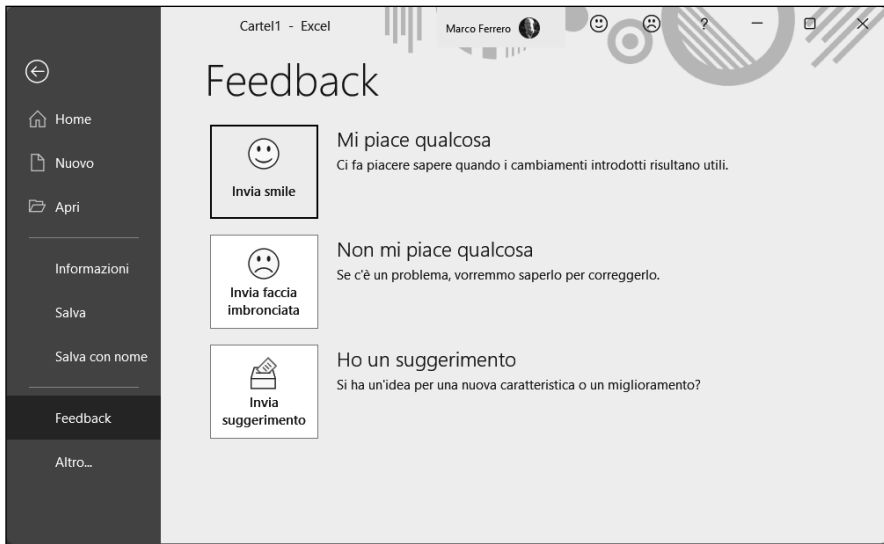 Cartel1 - Excel
Marco Ferrero
?
Feedback
Home
Nuovo
Apri
Informazioni
Salva
Salva con nome
Feedback
Altro...
Invia smile
Mi piace qualcosa
Ci fa piacere sapere quando i cambiamenti introdotti risultano utili.
Invia faccia
imbronciata
Non mi piace qualcosa
Se c'è un problema, vorremmo saperlo per correggerlo.
Invia
suggerimento
Ho un suggerimento
Si ha un'idea per una nuova caratteristica o un miglioramento?